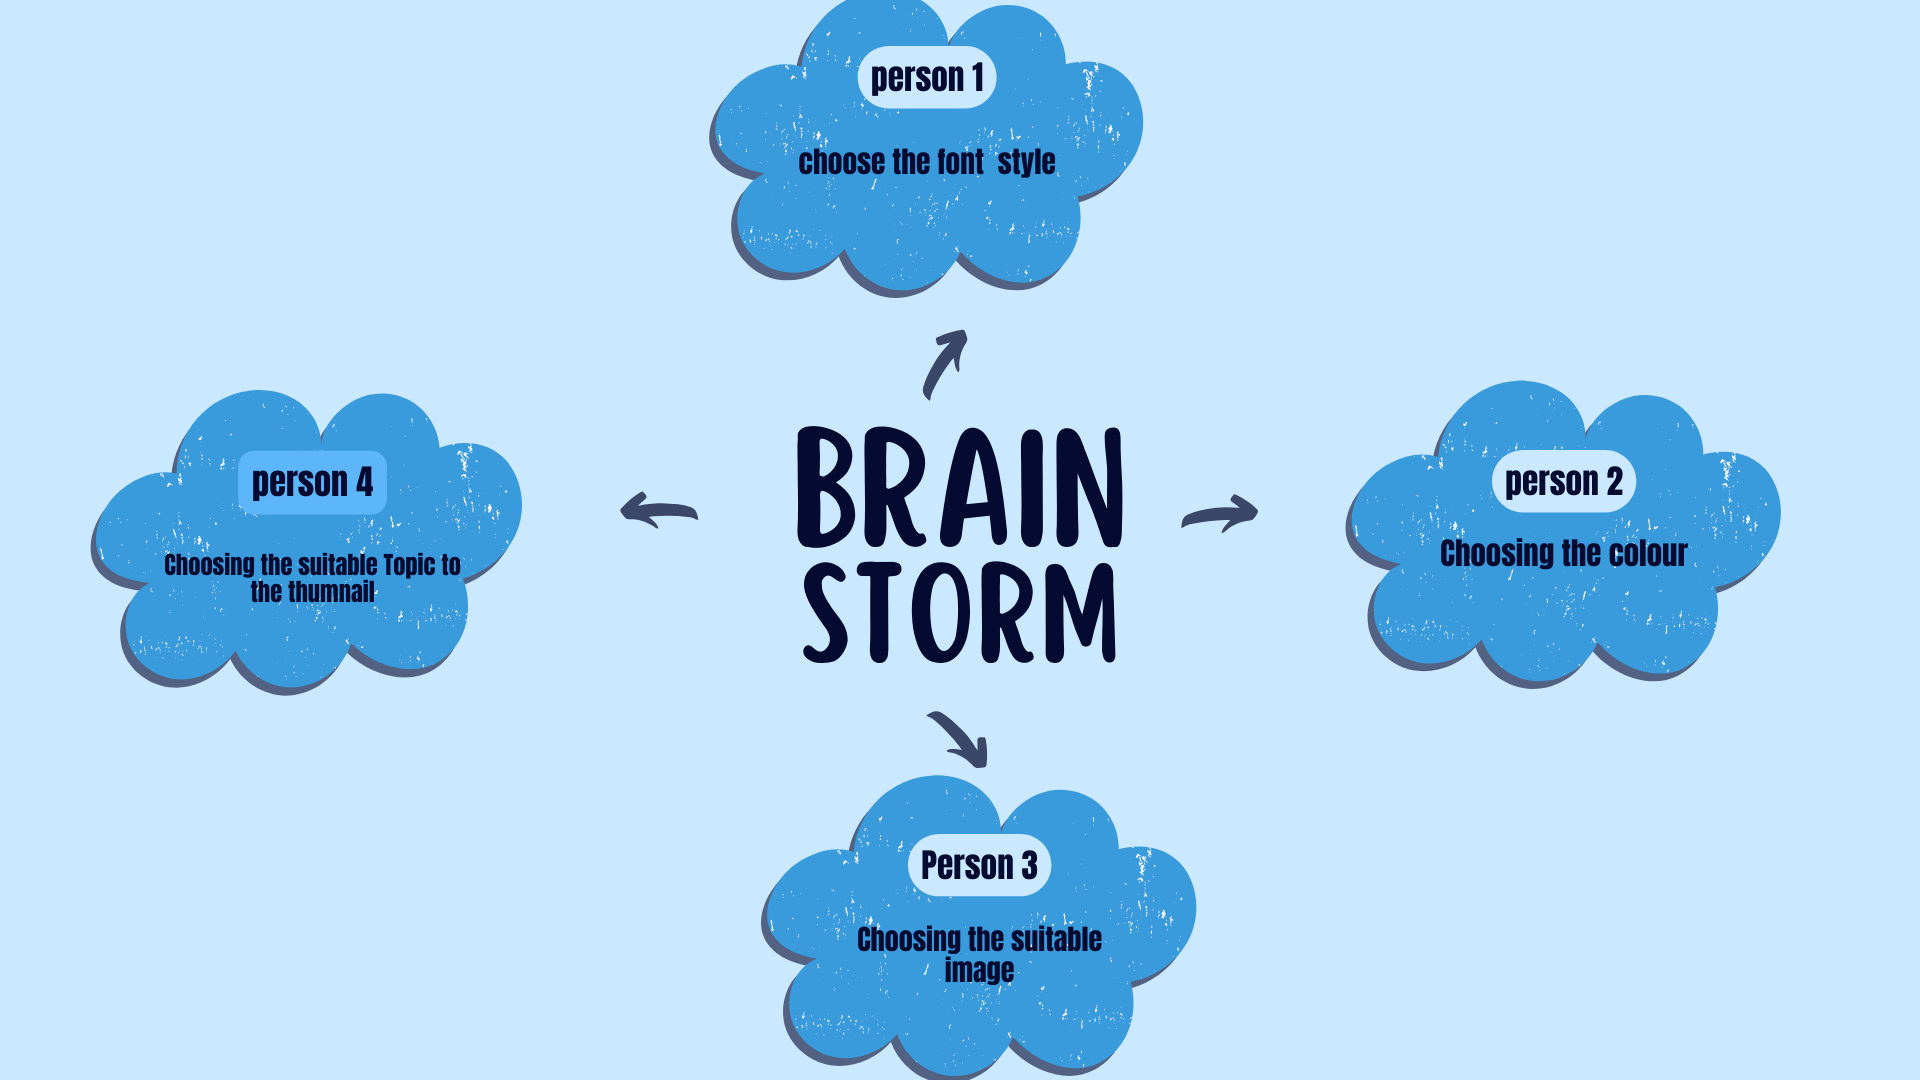 person 1
choose the font  style
person 4
Choosing the suitable Topic to
the thumnail
BRAIN
STORM
person 2
Choosing the colour
Person 3
Choosing the suitable
image